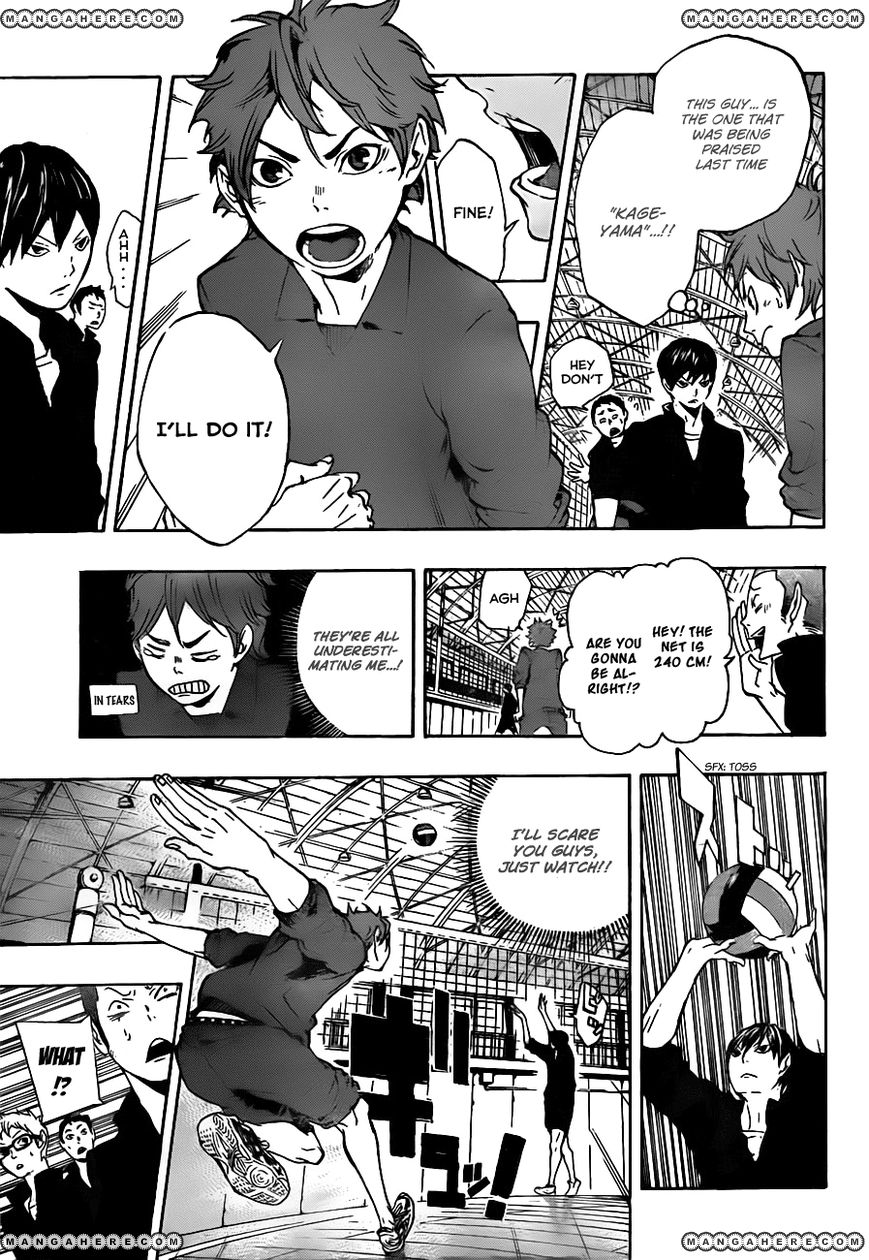 MANGAHERE.COM
MANGAHERE.COM
THIS GUY... IS
THE ONE THAT
WAS BEING
PRAISED
LAST TIME
"KAGE-
YAMA"...!!
HEY
DON'T
FINE!
I'LL DO IT!
AHH...
HEY! THE
NET IS
240 CM!
ARE YOU
GONNA
BE AL-
RIGHT!?
AGH
THEY'RE ALL
UNDERESTI-
MATING ME...!
IN TEARS
SFX: TOSS
I'LL SCARE
YOU GUYS,
JUST WATCH!!
WHAT
!?
MANGAHERE.COM
MANGAHERE.COM